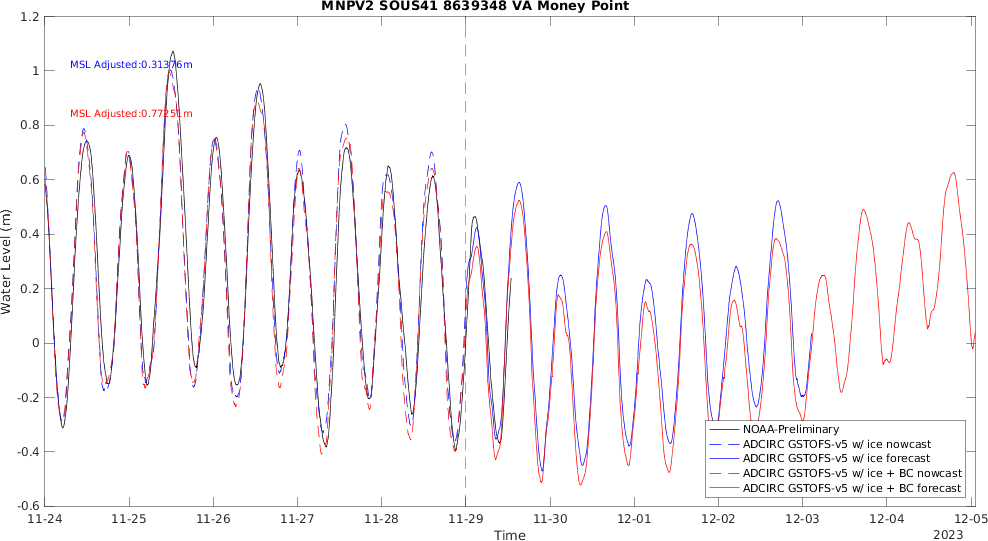 MNPV2 SOUS41 8639348 VA Money Point
1.2
1
0.8
0.6
0.4
0.2
0
-0.2
-0.4
-0.6
Water Level (m)
MSL Adjusted:0.31376m
MSL Adjusted:0.77251m
NOAA-Preliminary
ADCIRC GSTOFS-v5 w/ ice nowcast
ADCIRC GSTOFS-v5 w/ ice forecast
ADCIRC GSTOFS-v5 w/ ice + BC nowcast
ADCIRC GSTOFS-v5 w/ ice + BC forecast
11-24 11-25 11-26 11-27 11-28 11-29 11-30 12-01 12-02 12-03 12-04 12-05
Time
2023